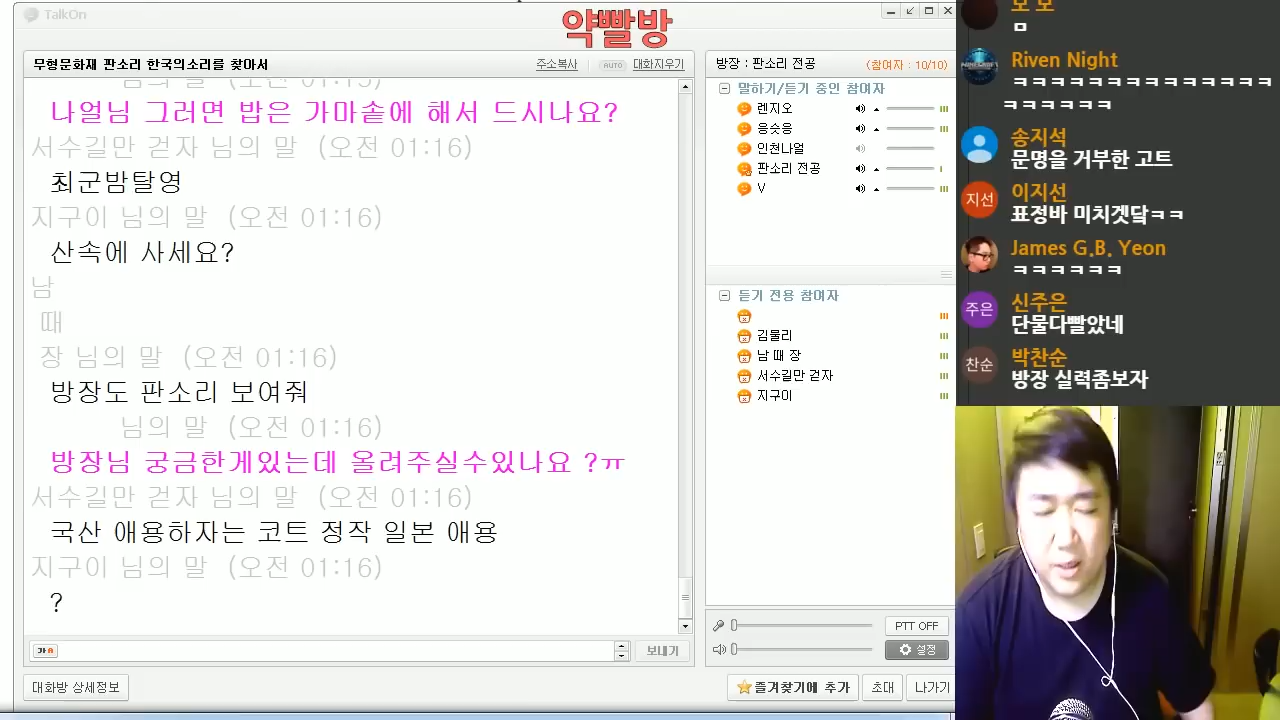 TalkOn
약빨방
무형문화제 판소리 한국의소리를 찾아서
주소복사
AUTO
대화지우기
나얼님 그러면 밥은 가마솥에 해서 드시나요?
서수길만 걷자 님의 말 (오전 01:16)
최군밤탈영
지구이 님의 말 (오전 01:16)
산속에 사세요?
남
때
장 님의 말 (오전 01:16)
방장도 판소리 보여줘
님의 말 (오전 01:16)
방장님 궁금한게있는데 올려주실수있나요 ?ㅠ
서수길만 걷자 님의 말 (오전 01:16)
국산 애용하자는 코트 정작 일본 애용
지구이 님의 말 (오전 01:16)
?
가a
보내기
대화방 상세정보
방장 : 판소리 전공
(참여자 : 10/10)
말하기/듣기 중인 참여자
렌지오
응숫응
인천나얼
판소리 전공
V
듣기 전용 참여자
김물리
남 때 장
서수길만 걷자
지구이
PTT OFF
설정
즐겨찾기에 추가
초대
나가기
ㅁ
Riven Night
ㅋㅋㅋㅋㅋㅋㅋㅋㅋㅋㅋㅋㅋㅋ
ㅋㅋㅋㅋㅋㅋ
송지석
문명을 거부한 고트
지선
이지선
표정바 미치겟닼ㅋㅋ
James G.B. Yeon
ㅋㅋㅋㅋㅋㅋ
주은
신주은
단물다빨았네
찬순
박찬순
방장 실력좀보자